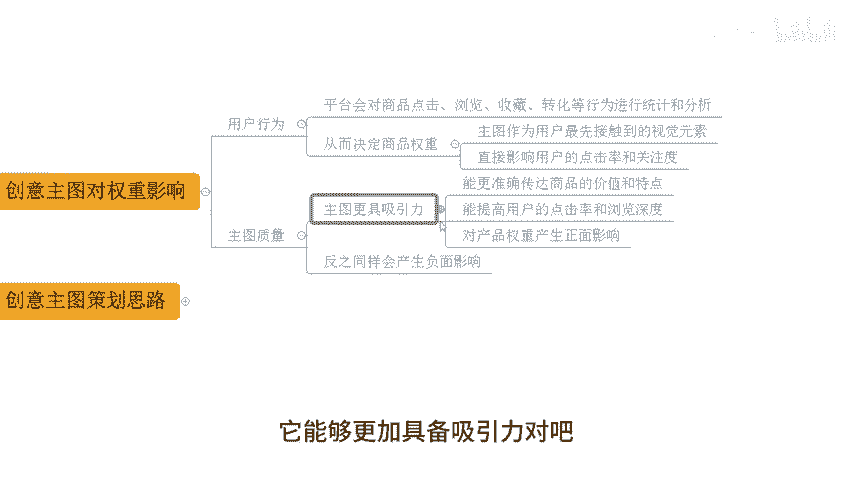 平台会对商品点击、浏览、收藏、转化等行为进行统计和分析
用户行为
从而决定商品权重
主图作为用户最先接触到的视觉元素
直接影响用户的点击率和关注度
创意主图对权重影响
能更准确传达商品的价值和特点
主图更具吸引力
能提高用户的点击率和浏览深度
主图质量
对产品权重产生正面影响
反之同样会产生负面影响
创意主图策划思路
它能够更加具备吸引力对吧